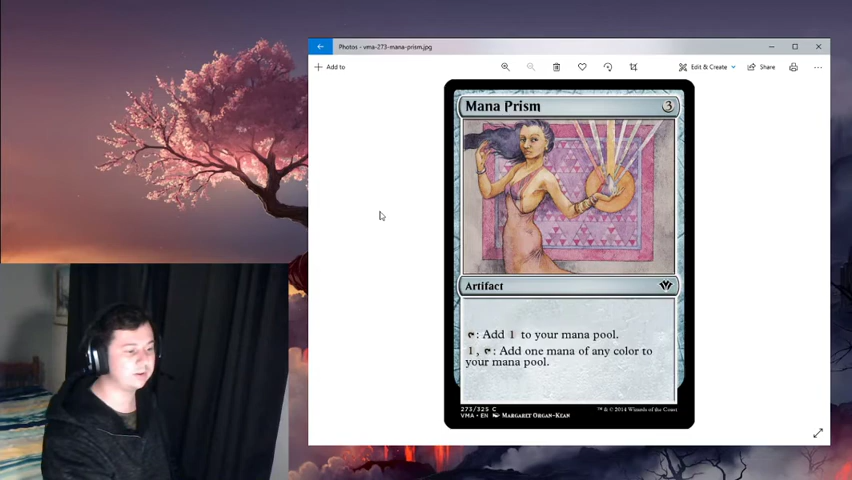 Photos - vma-273-mana-prism.jpg
Add to
Edit & Create
Share
Mana Prism
3
Artifact
: Add 1 to your mana pool.
1, : Add one mana of any color to
your mana pool.
273/325 C
VMA • EN Margaret Organ-Kean
™ & © 2014 Wizards of the Coast